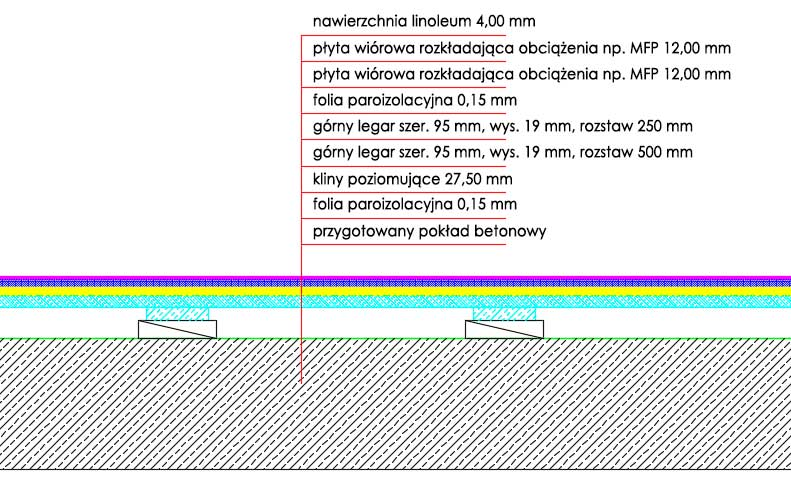 nawierzchnia linoleum 4,00 mm
płyta wiórowa rozkładająca obciążenia np. MFP 12,00 mm
płyta wiórowa rozkładająca obciążenia np. MFP 12,00 mm
folia paroizolacyjna 0,15 mm
górny legar szer. 95 mm, wys. 19 mm, rozstaw 250 mm
górny legar szer. 95 mm, wys. 19 mm, rozstaw 500 mm
kliny poziomujące 27,50 mm
folia paroizolacyjna 0,15 mm
przygotowany pokład betonowy